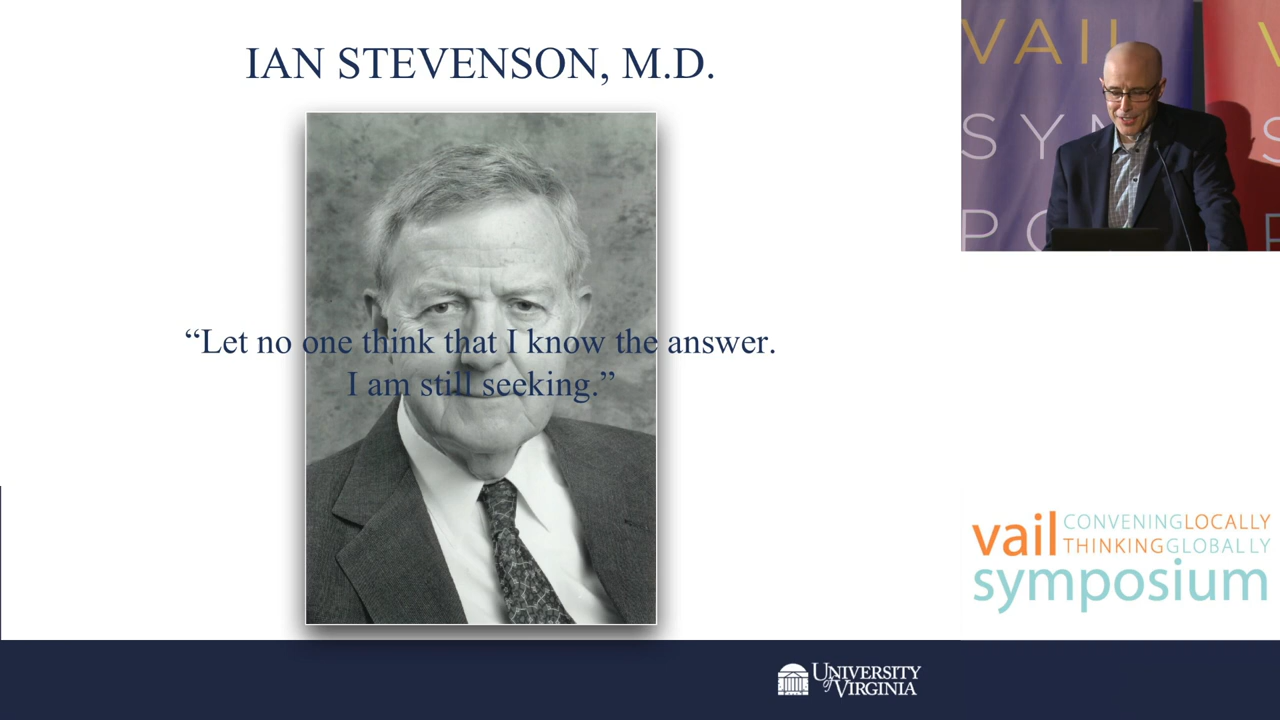 IAN STEVENSON, M.D.
“Let no one think that I know the answer.
I am still seeking.”
VAIL
SYM
PO
V
S
vail
CONVENINGLOCALLY
THINKINGGLOBALLY
symposium
UNIVERSITY
of VIRGINIA